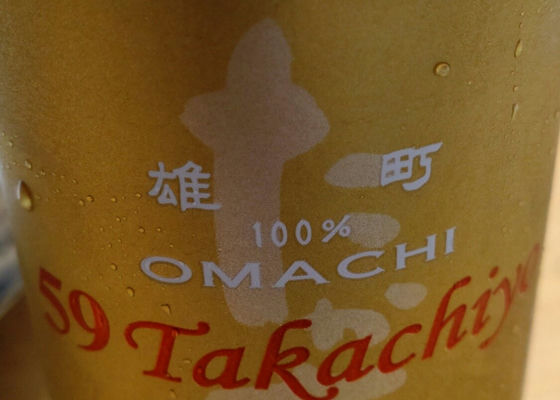 雄町
100%
OMACHI
59 Takachiyo